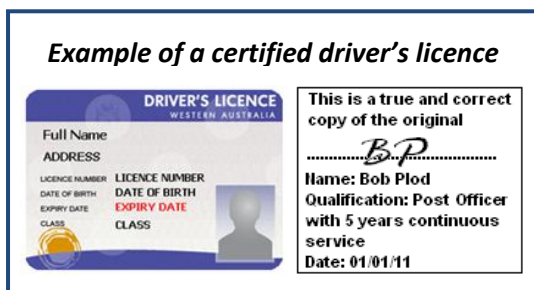 Example of a certified driver's licence
DRIVER'S LICENCE
WESTERN AUSTRALIA
Full Name
ADDRESS
LICENCE NUMBER LICENCE NUMBER
DATE OF BIRTH DATE OF BIRTH
EXPIRY DATE EXPIRY DATE
CLASS CLASS
This is a true and correct
copy of the original
BP
Name: Bob Plod
Qualification: Post Officer
with 5 years continuous
service
Date: 01/01/11